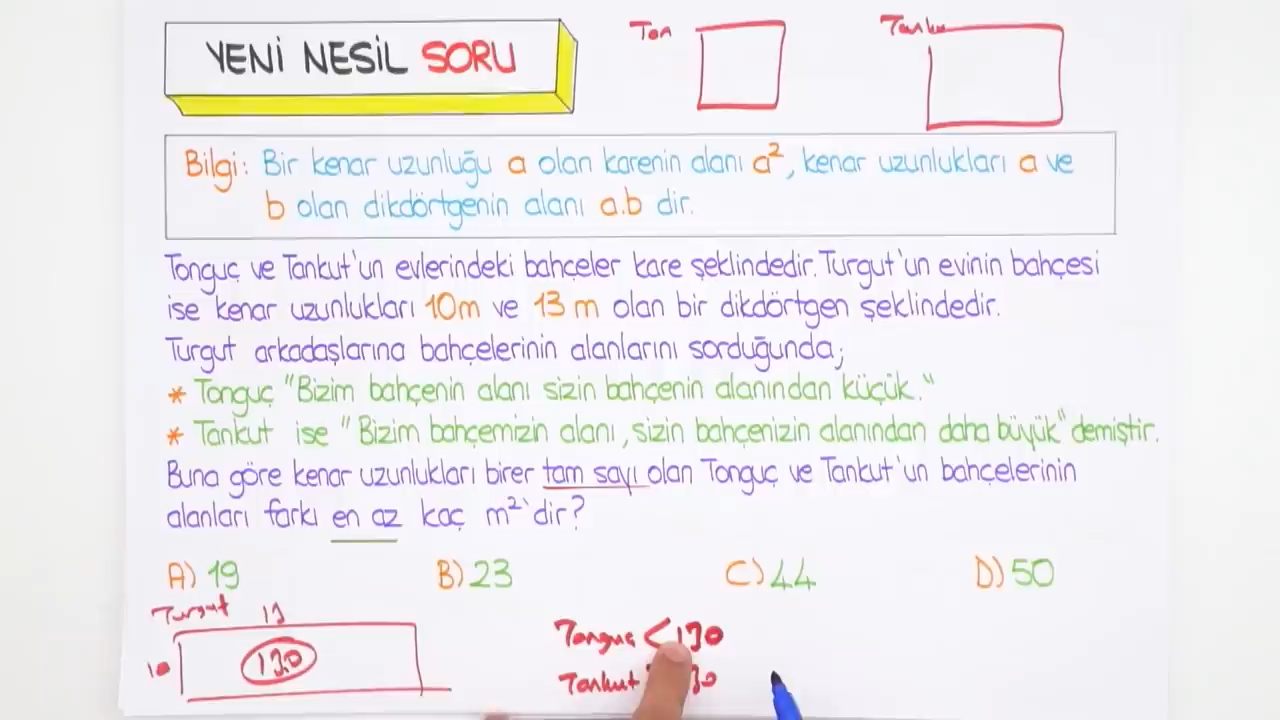 YENİ NESİL SORU
Ton
Tanku
Bilgi: Bir kenar uzunluğu a olan karenin alanı a², kenar uzunlukları a ve
b olan dikdörtgenin alanı a.b dir.
Tonguç ve Tankut'un evlerindeki bahçeler kare şeklindedir. Turgut'un evinin bahçesi
ise kenar uzunlukları 10m ve 13 m olan bir dikdörtgen şeklindedir.
Turgut arkadaşlarına bahçelerinin alanlarını sorduğunda;
* Tonguç "Bizim bahçenin alanı sizin bahçenin alanından küçük."
* Tankut ise "Bizim bahçemizin alanı, sizin bahçenizin alanından daha büyük" demiştir.
Buna göre kenar uzunlukları birer tam sayı olan Tonguç ve Tankut'un bahçelerinin
alanları farkı en az kaç m²'dir?
A) 19 B) 23 C) 44 D) 50
Turgut 13
10 130
Tonguç < 130
Tankut 30